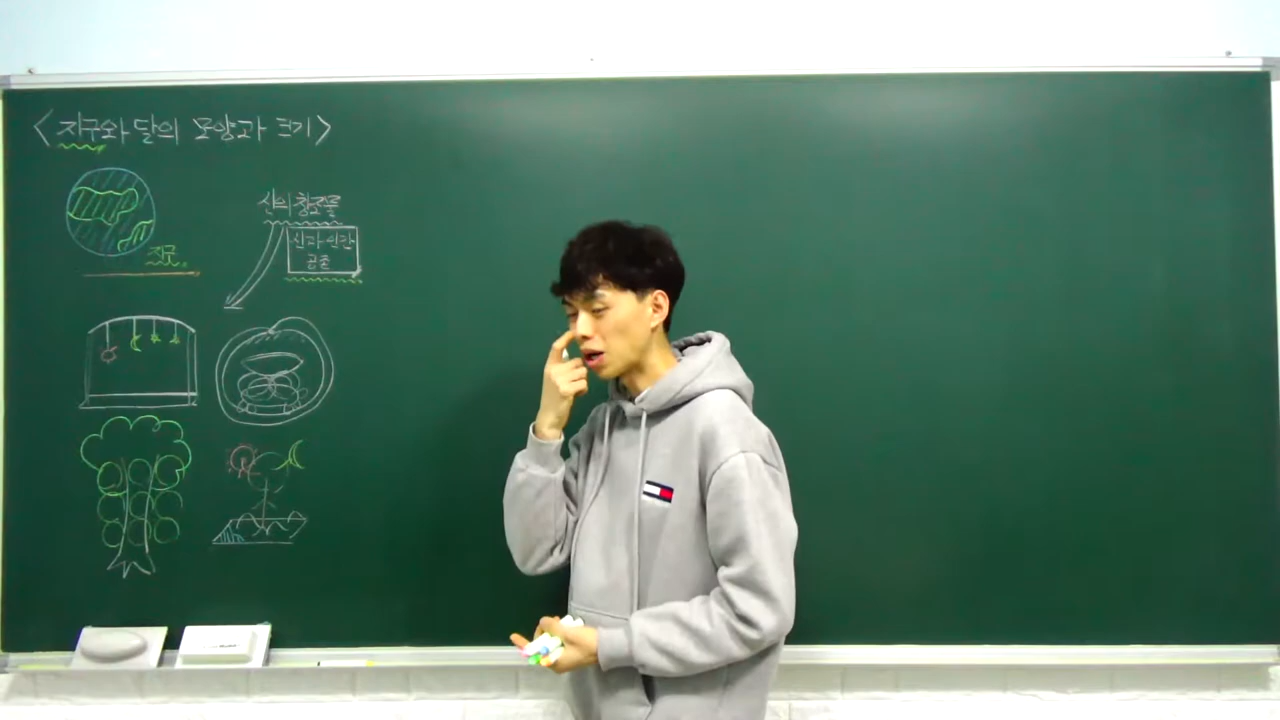 <지구와 달의 모양과 크기>
지구
신의 창조물
신과 인간
공존